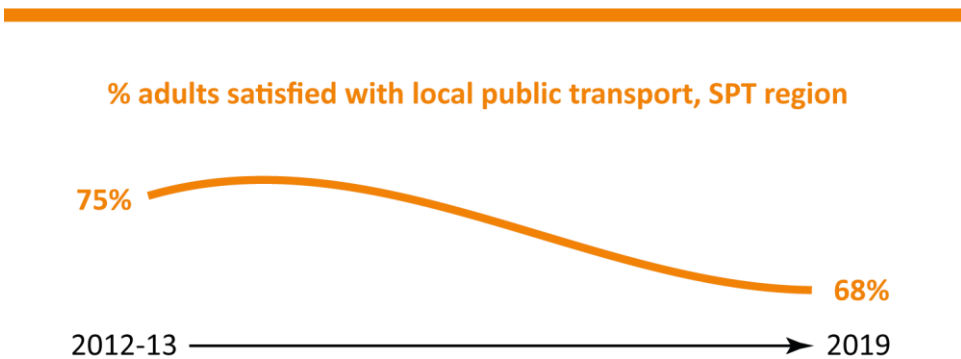 % adults satisfied with local public transport, SPT region
75%
68%
2012-13
2019